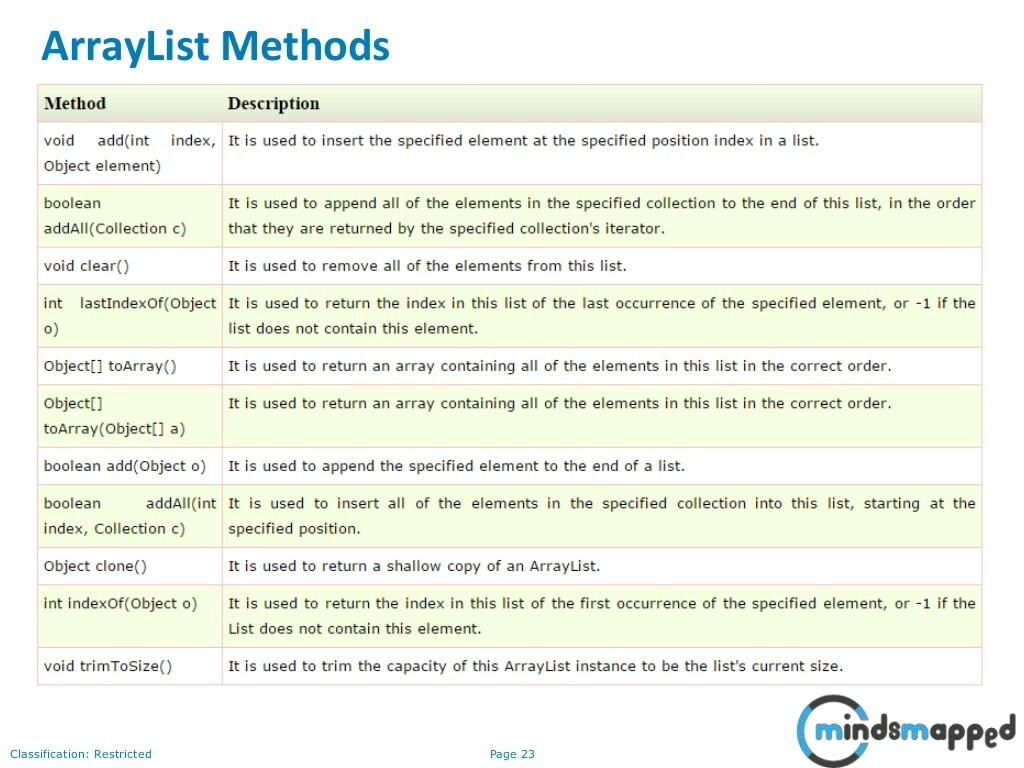 ArrayList Methods
Method Description
void add(int index, It is used to insert the specified element at the specified position index in a list.
Object element)
boolean It is used to append all of the elements in the specified collection to the end of this list, in the order
addAll(Collection c) that they are returned by the specified collection's iterator.
void clear() It is used to remove all of the elements from this list.
int lastIndexOf(Object It is used to return the index in this list of the last occurrence of the specified element, or -1 if the
o) list does not contain this element.
Object[] toArray() It is used to return an array containing all of the elements in this list in the correct order.
Object[] It is used to return an array containing all of the elements in this list in the correct order.
toArray(Object[] a)
boolean add(Object o) It is used to append the specified element to the end of a list.
boolean addAll(int It is used to insert all of the elements in the specified collection into this list, starting at the
index, Collection c) specified position.
Object clone() It is used to return a shallow copy of an ArrayList.
int indexOf(Object o) It is used to return the index in this list of the first occurrence of the specified element, or -1 if the
List does not contain this element.
void trimToSize() It is used to trim the capacity of this ArrayList instance to be the list's current size.
mindsmapped
Classification: Restricted Page 23